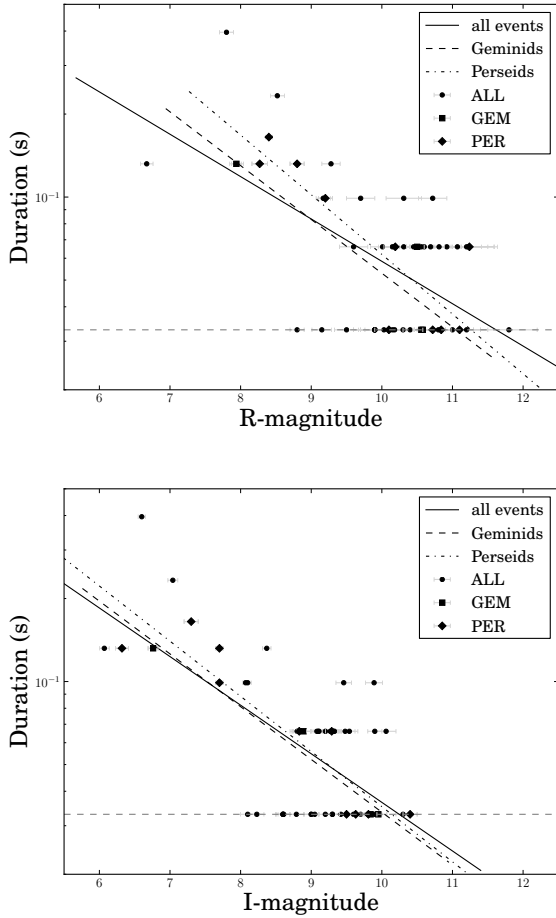 all events
Geminids
Perseids
ALL
GEM
PER
Duration (s)
10⁻¹
6 7 8 9 10 11 12
R-magnitude
all events
Geminids
Perseids
ALL
GEM
PER
Duration (s)
10⁻¹
6 7 8 9 10 11 12
I-magnitude